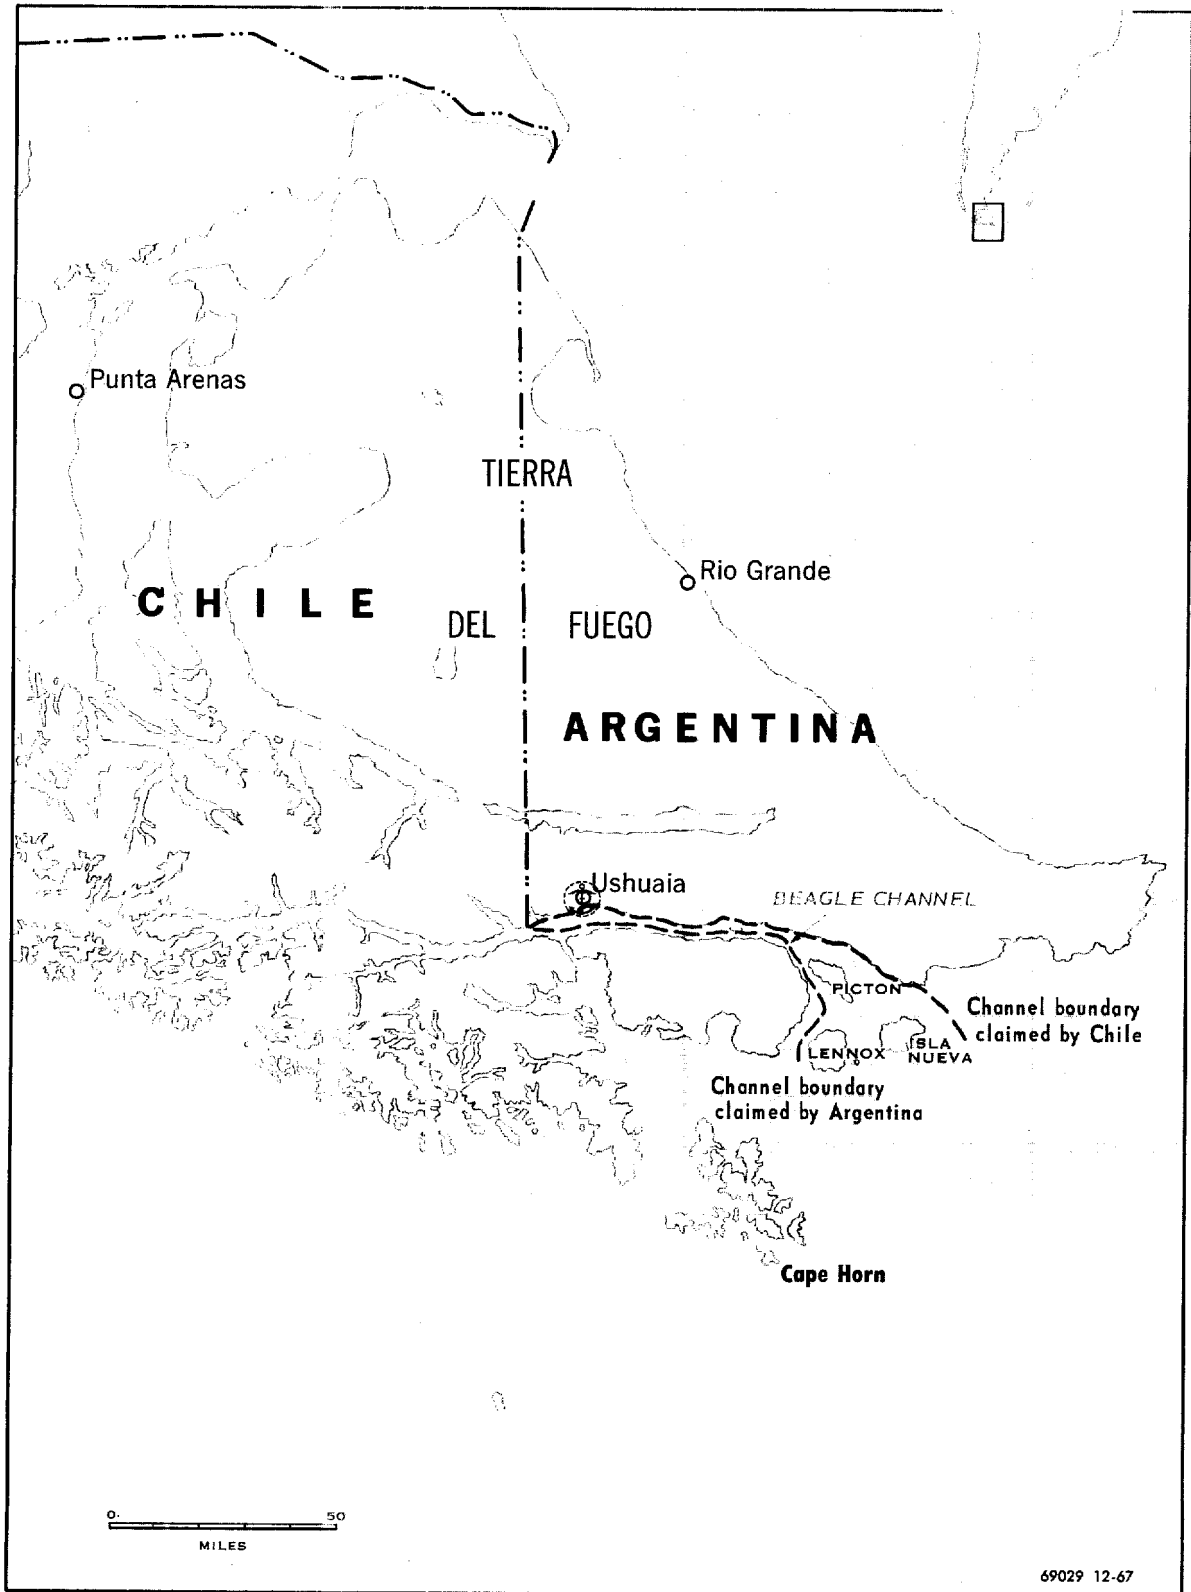 Punta Arenas
TIERRA
Rio Grande
CHILE
DEL FUEGO
ARGENTINA
Ushuaia
BEAGLE CHANNEL
PICTON
Channel boundary
claimed by Chile
LENNOX
ISLA
NUEVA
Channel boundary
claimed by Argentina
Cape Horn
0 50
MILES
69029 12-67